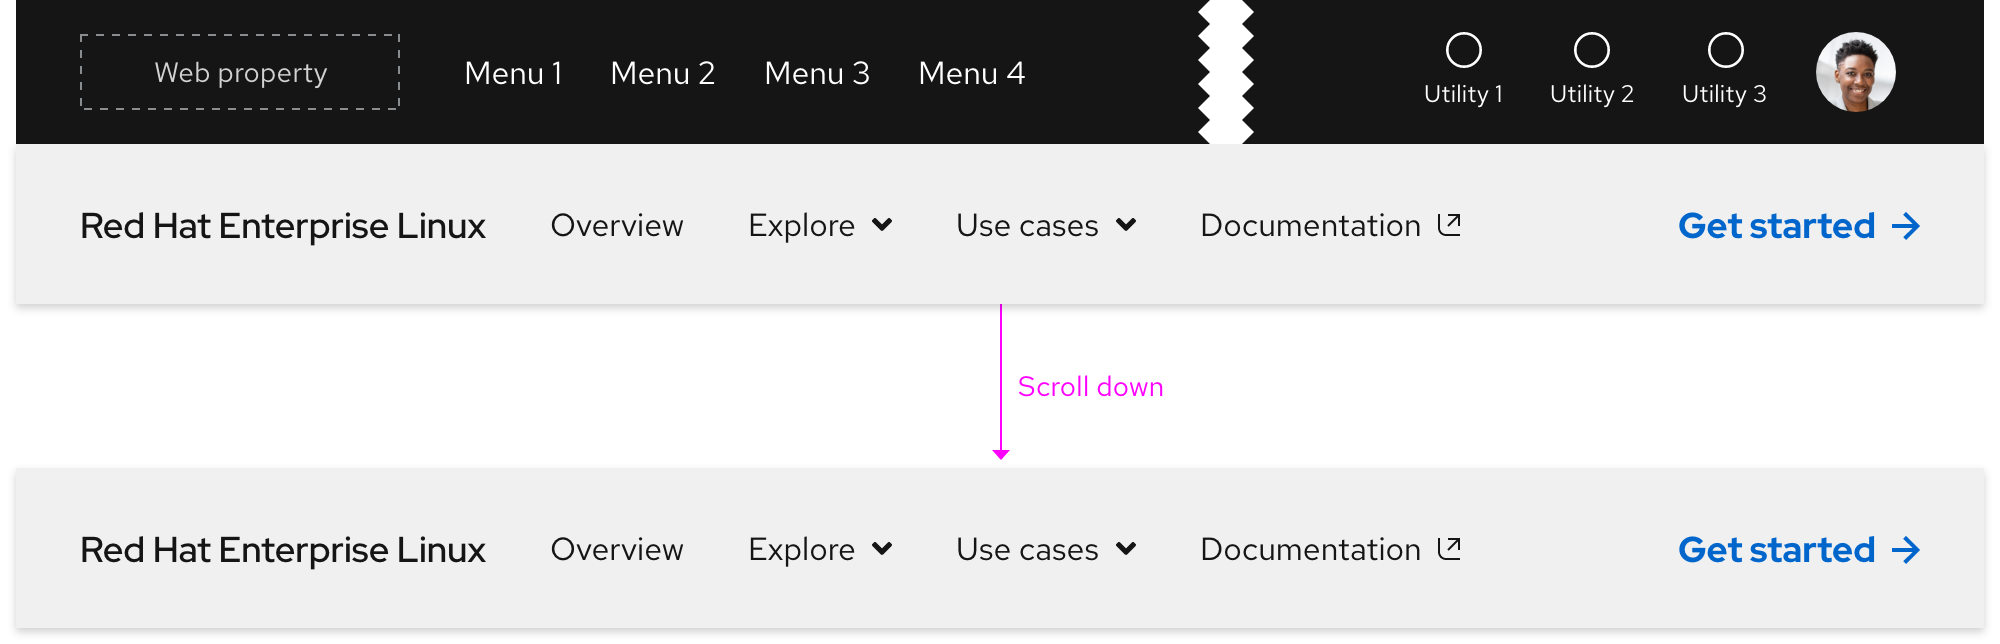 Web property Menu 1 Menu 2 Menu 3 Menu 4 Utility 1 Utility 2 Utility 3
Red Hat Enterprise Linux Overview Explore Use cases Documentation Get started
Scroll down
Red Hat Enterprise Linux Overview Explore Use cases Documentation Get started